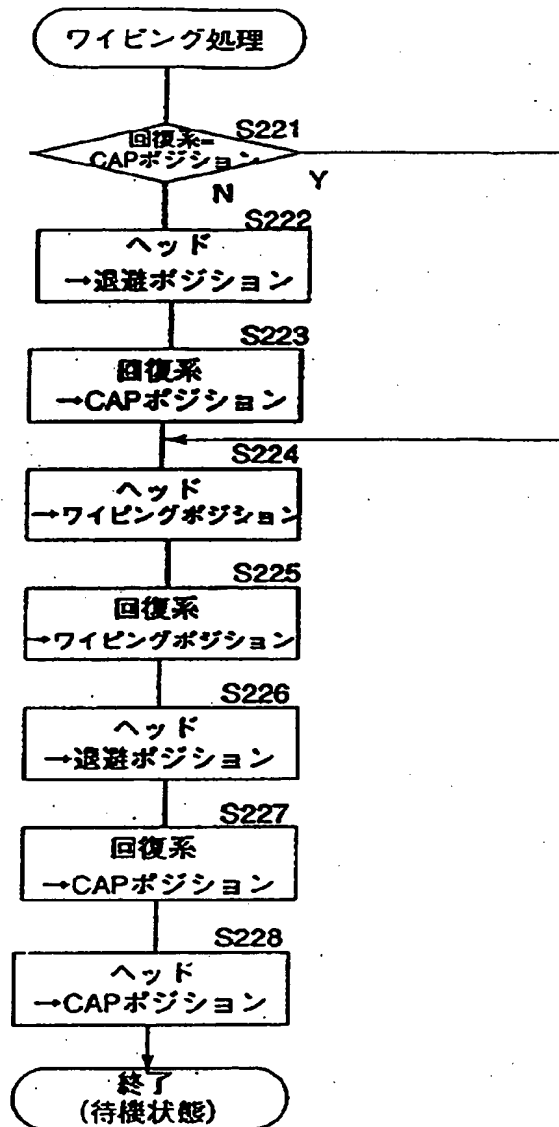 ワイピング処理
S221
回復系=
CAPポジション
N
Y
S222
ヘッド
→退避ポジション
S223
回復系
→CAPポジション
S224
ヘッド
→ワイピングポジション
S225
回復系
→ワイピングポジション
S226
ヘッド
→退避ポジション
S227
回復系
→CAPポジション
S228
ヘッド
→CAPポジション
終了
(待機状態)